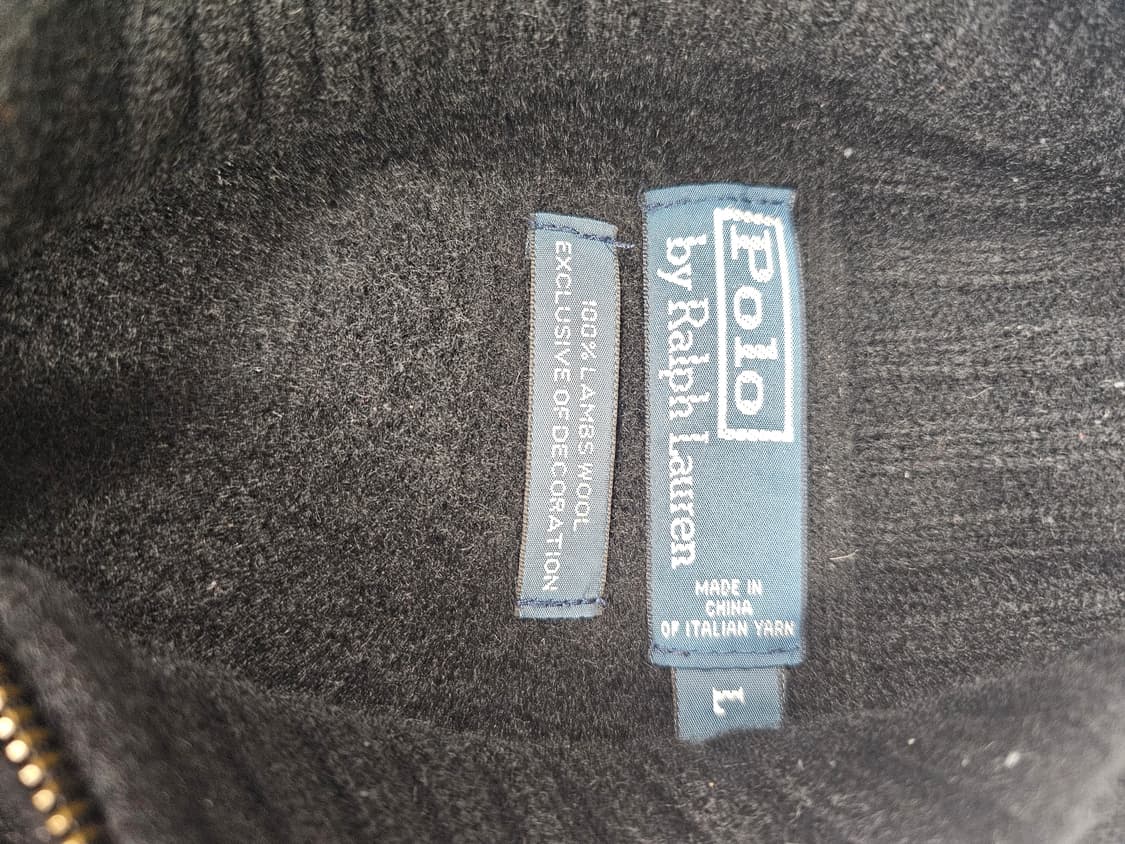 Polo
by Ralph Lauren
MADE IN
CHINA
OF ITALIAN YARN
L
100% LAMBS WOOL
EXCLUSIVE OF DECORATION